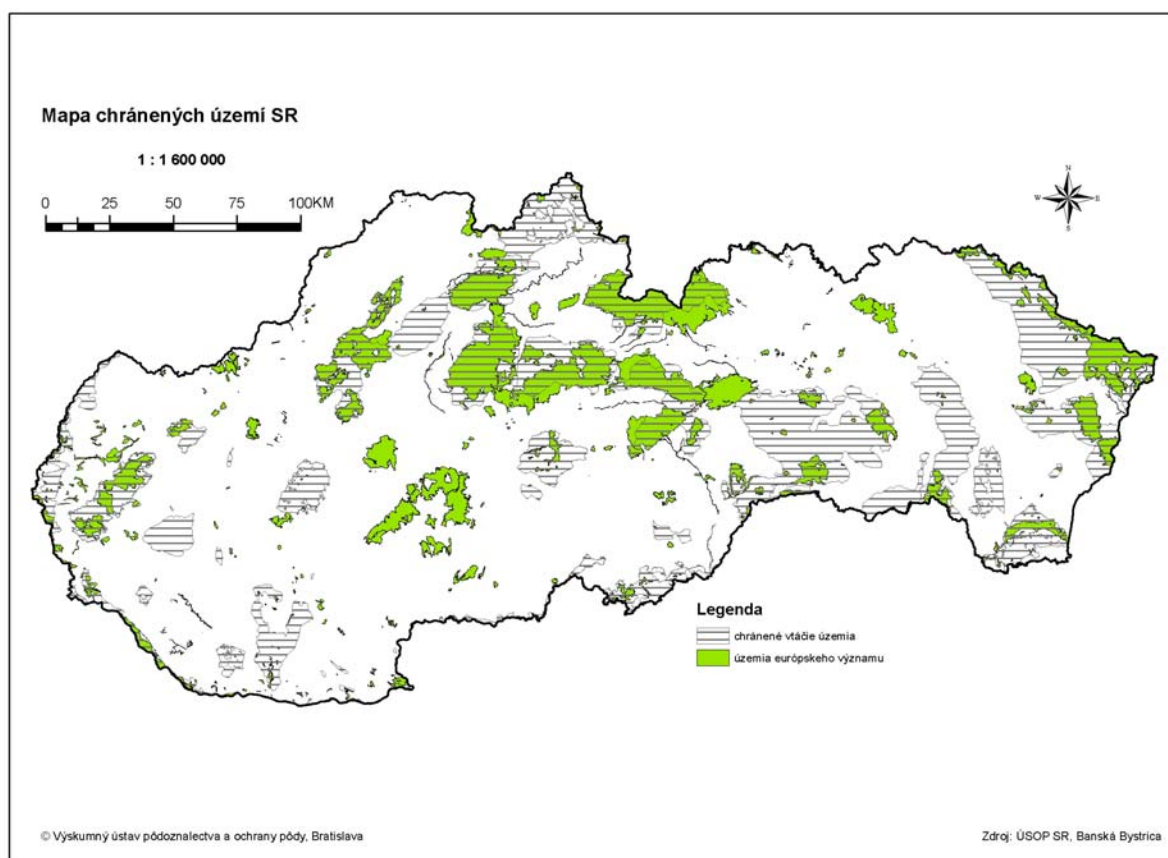 Mapa chránených území SR
1 : 1 600 000
0 25 50 75 100KM
N
W E
S
Legenda
chránené vtáčie územia
územia európskeho významu
© Výskumný ústav pôdoznalectva a ochrany pôdy, Bratislava
Zdroj: ÚSOP SR, Banská Bystrica